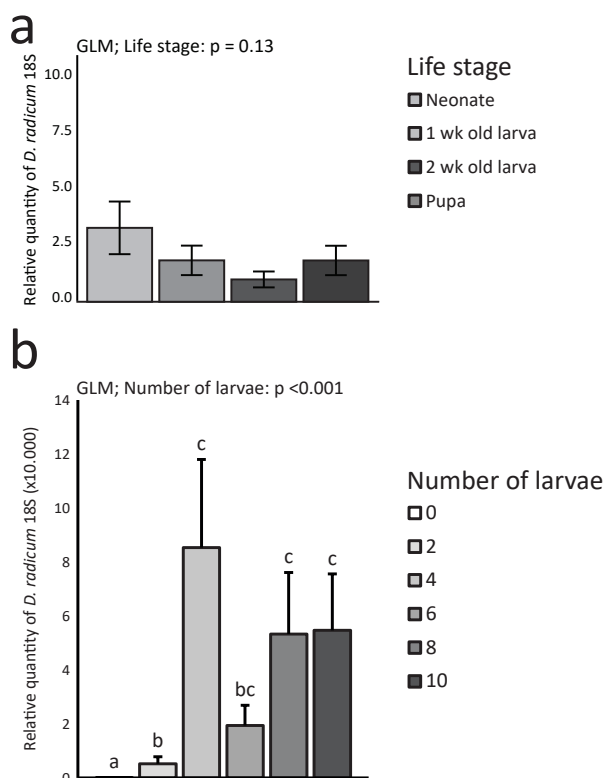 a
GLM; Life stage: p = 0.13
Relative quantity of D. radicum 18S
10.0
7.5
5.0
2.5
0.0
Life stage
Neonate
1 wk old larva
2 wk old larva
Pupa
b
GLM; Number of larvae: p <0.001
Relative quantity of D. radicum 18S (x10.000)
14
12
10
8
6
4
2
0
a
b
c
bc
c
c
Number of larvae
0
2
4
6
8
10